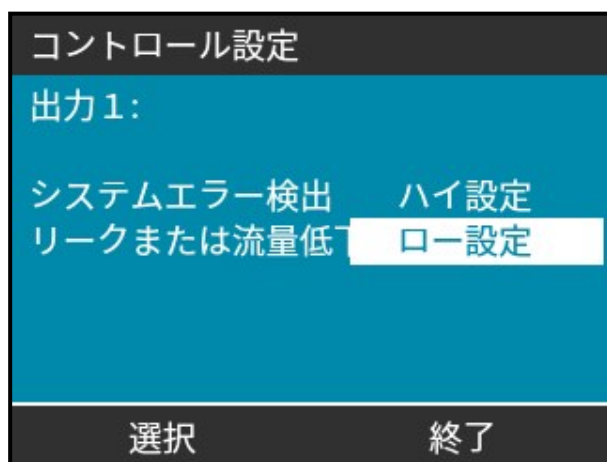 コントロール設定
出力１:
システムエラー検出 ハイ設定
リークまたは流量低下 ロー設定
選択 終了